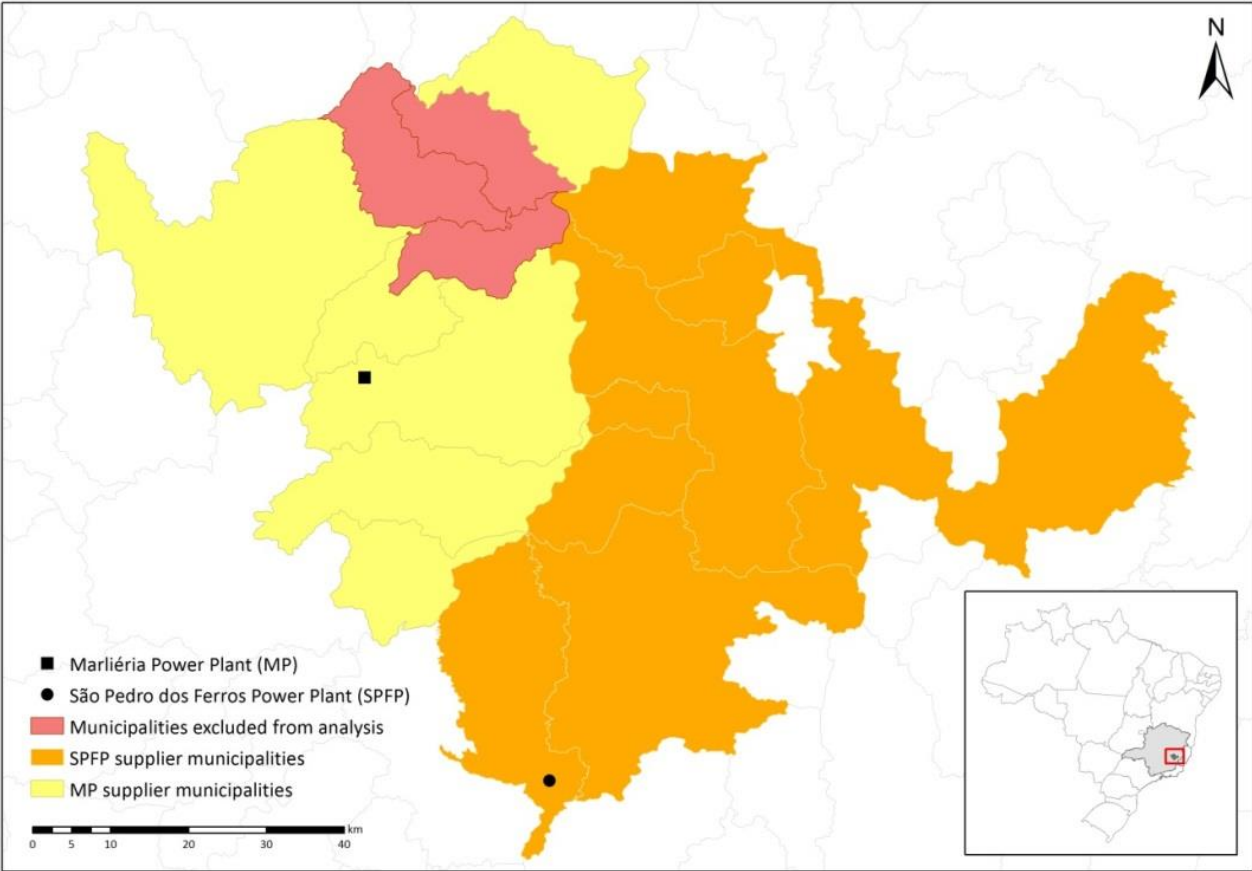 N
Marliéria Power Plant (MP)
São Pedro dos Ferros Power Plant (SPFP)
Municipalities excluded from analysis
SPFP supplier municipalities
MP supplier municipalities
km
0 5 10 20 30 40